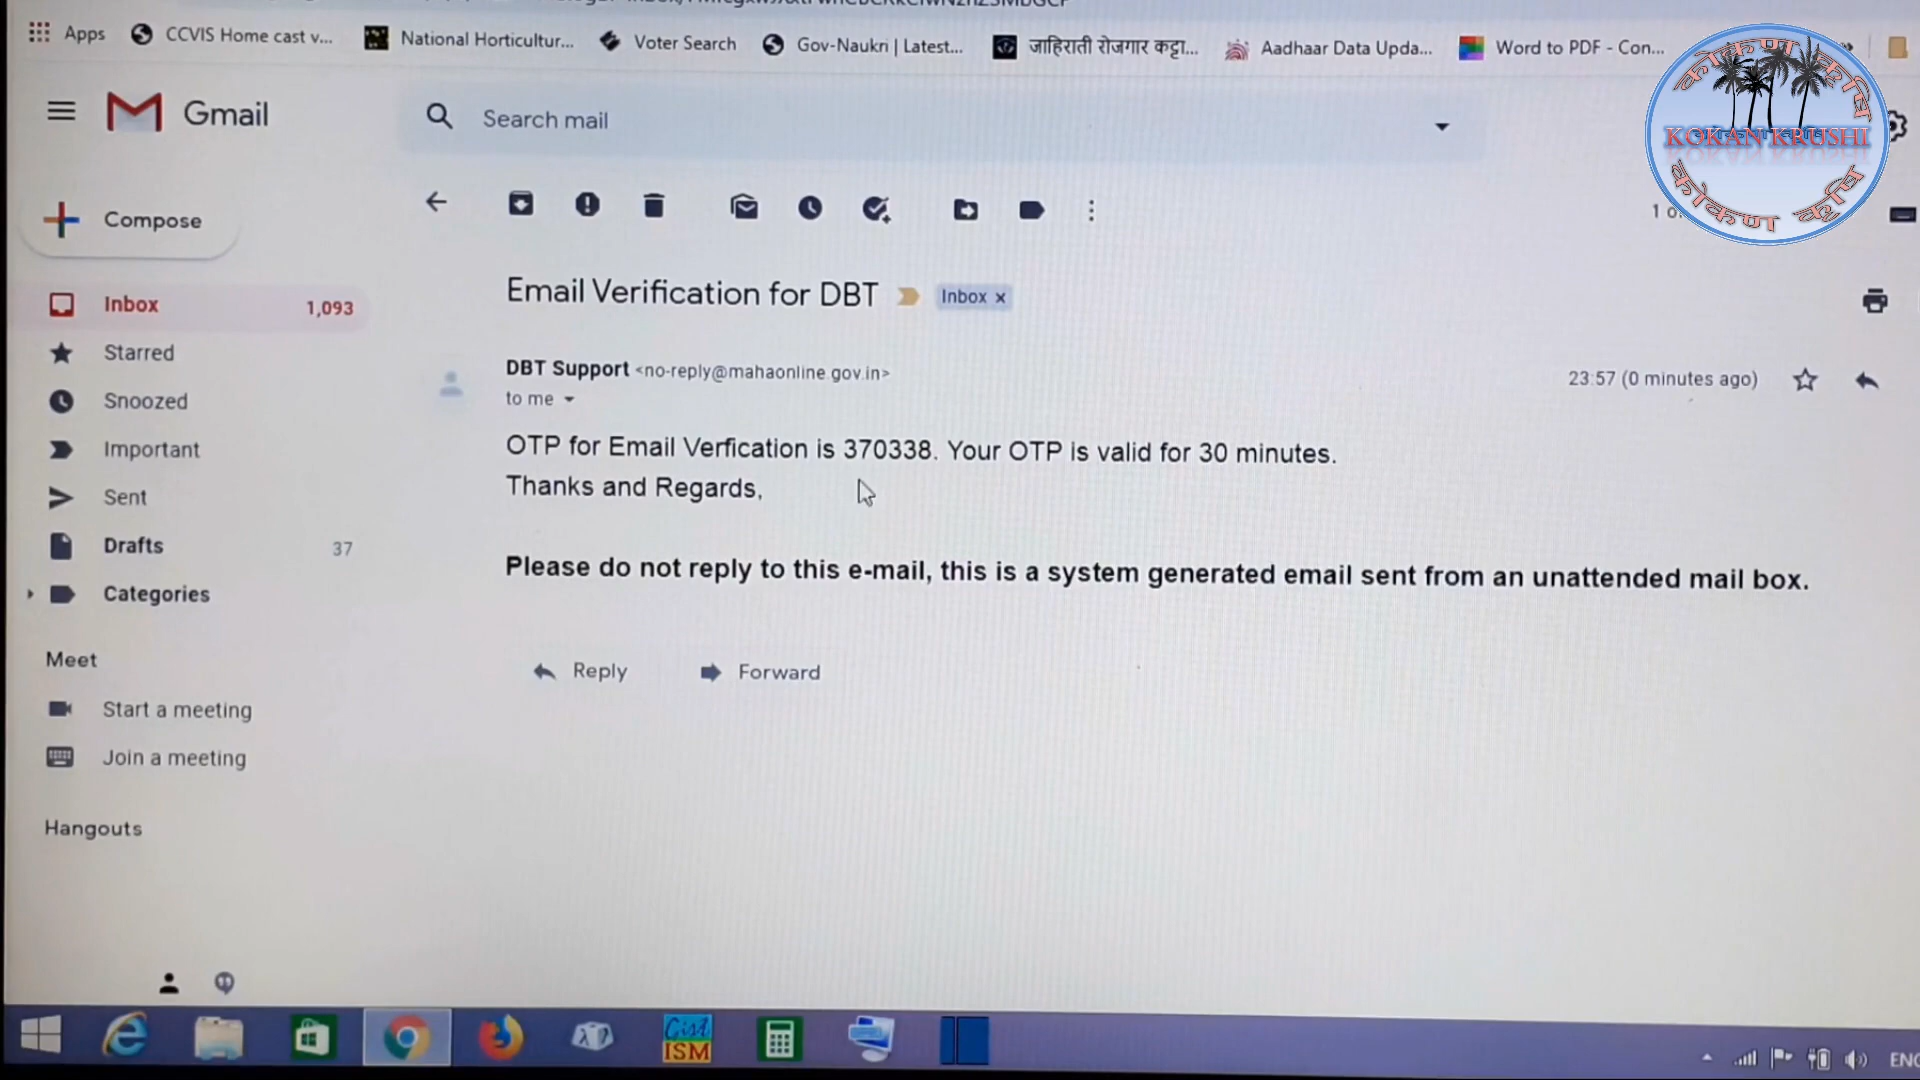 Apps CCVIS Home cast v... National Horticultur... Voter Search Gov-Naukri | Latest... जाहिराती रोजगार कट्टा... Aadhaar Data Upda... Word to PDF - Con...
Gmail
Search mail
कोकण कृषि
KOKAN KRUSHI
कोकण कृषि
Compose
1 o
Email Verification for DBT Inbox ×
Inbox 1,093
Starred
Snoozed
Important
Sent
Drafts 37
Categories
DBT Support <no-reply@mahaonline.gov.in>
23:57 (0 minutes ago)
to me
OTP for Email Verfication is 370338. Your OTP is valid for 30 minutes.
Thanks and Regards,
Please do not reply to this e-mail, this is a system generated email sent from an unattended mail box.
Reply Forward
Meet
Start a meeting
Join a meeting
Hangouts
Cist
ISM
ENG